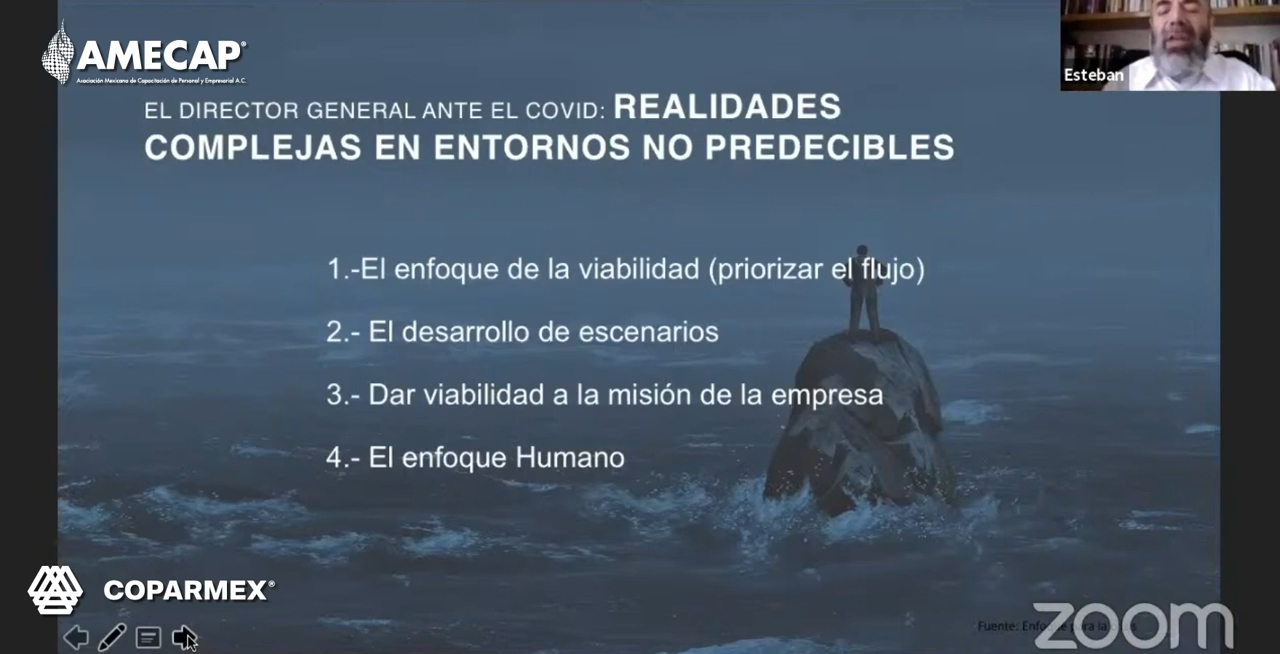 AMECAP
Asociación Mexicana de Capacitación de Personal y Empresarial A.C.
Esteban
EL DIRECTOR GENERAL ANTE EL COVID: REALIDADES
COMPLEJAS EN ENTORNOS NO PREDECIBLES
1.-El enfoque de la viabilidad (priorizar el flujo)
2.- El desarrollo de escenarios
3.- Dar viabilidad a la misión de la empresa
4.- El enfoque Humano
COPARMEX
Fuente:
zoom